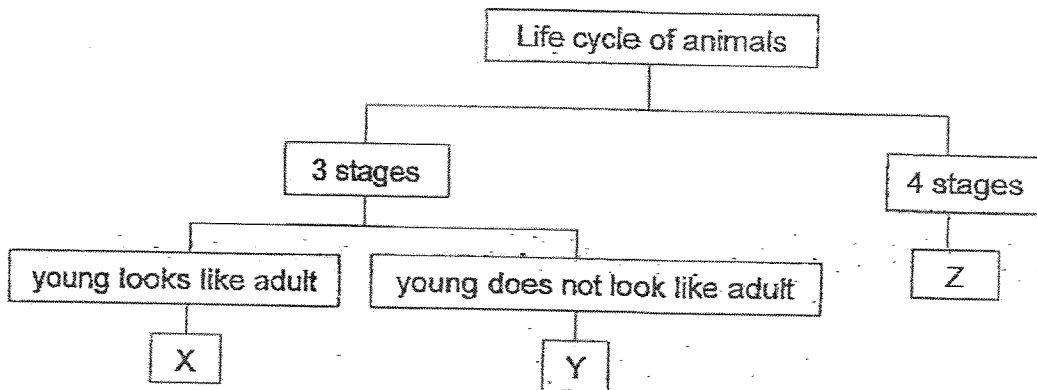 Life cycle of animals
3 stages
4 stages
young looks like adult
young does not look like adult
Z
X
Y